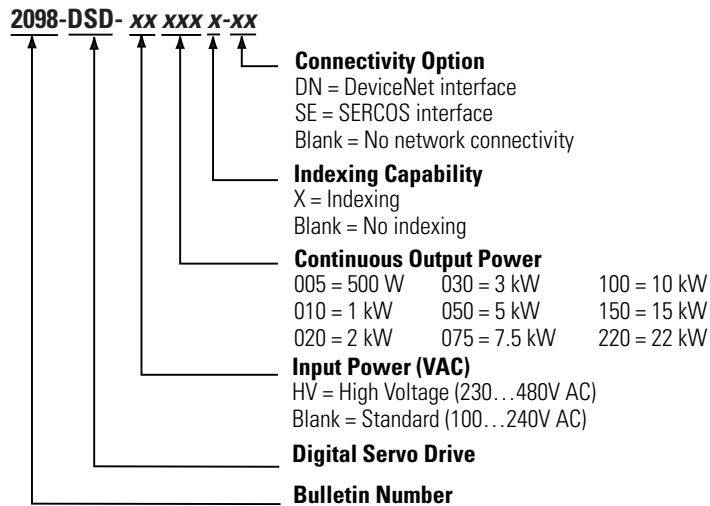 2098-DSD- xx xxx x-xx
Connectivity Option
DN = DeviceNet interface
SE = SERCOS interface
Blank = No network connectivity
Indexing Capability
X = Indexing
Blank = No indexing
Continuous Output Power
005 = 500 W 030 = 3 kW 100 = 10 kW
010 = 1 kW 050 = 5 kW 150 = 15 kW
020 = 2 kW 075 = 7.5 kW 220 = 22 kW
Input Power (VAC)
HV = High Voltage (230…480V AC)
Blank = Standard (100…240V AC)
Digital Servo Drive
Bulletin Number